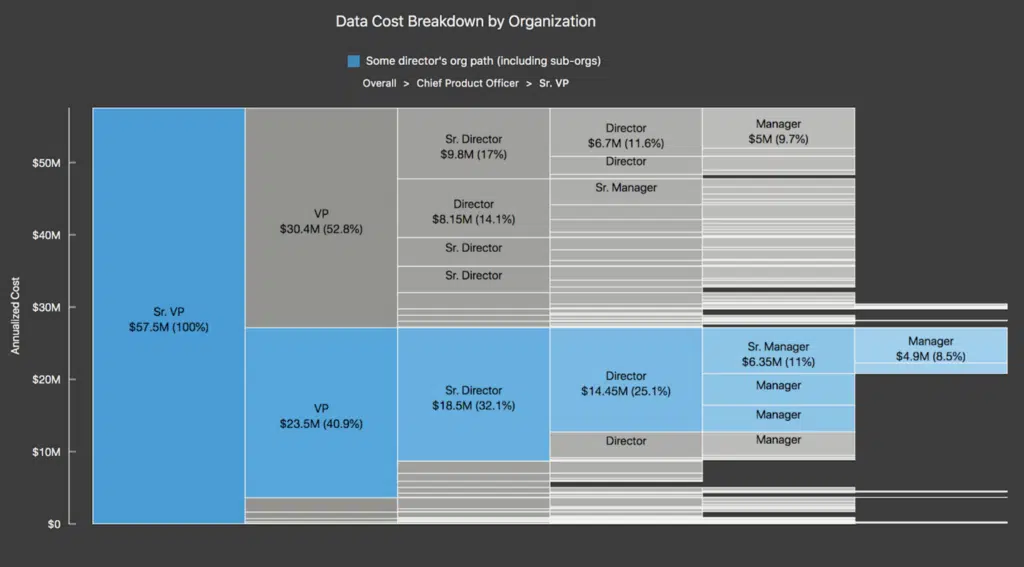 Data Cost Breakdown by Organization
Some director's org path (including sub-orgs)
Overall > Chief Product Officer > Sr. VP
Annualized Cost
$50M
$40M
$30M
$20M
$10M
$0
Sr. VP
$57.5M (100%)
VP
$30.4M (52.8%)
VP
$23.5M (40.9%)
Sr. Director
$9.8M (17%)
Director
$8.15M (14.1%)
Sr. Director
Sr. Director
Sr. Director
$18.5M (32.1%)
Director
$6.7M (11.6%)
Director
Sr. Manager
Director
$14.45M (25.1%)
Director
Manager
$5M (9.7%)
Sr. Manager
$6.35M (11%)
Manager
Manager
Manager
Manager
$4.9M (8.5%)